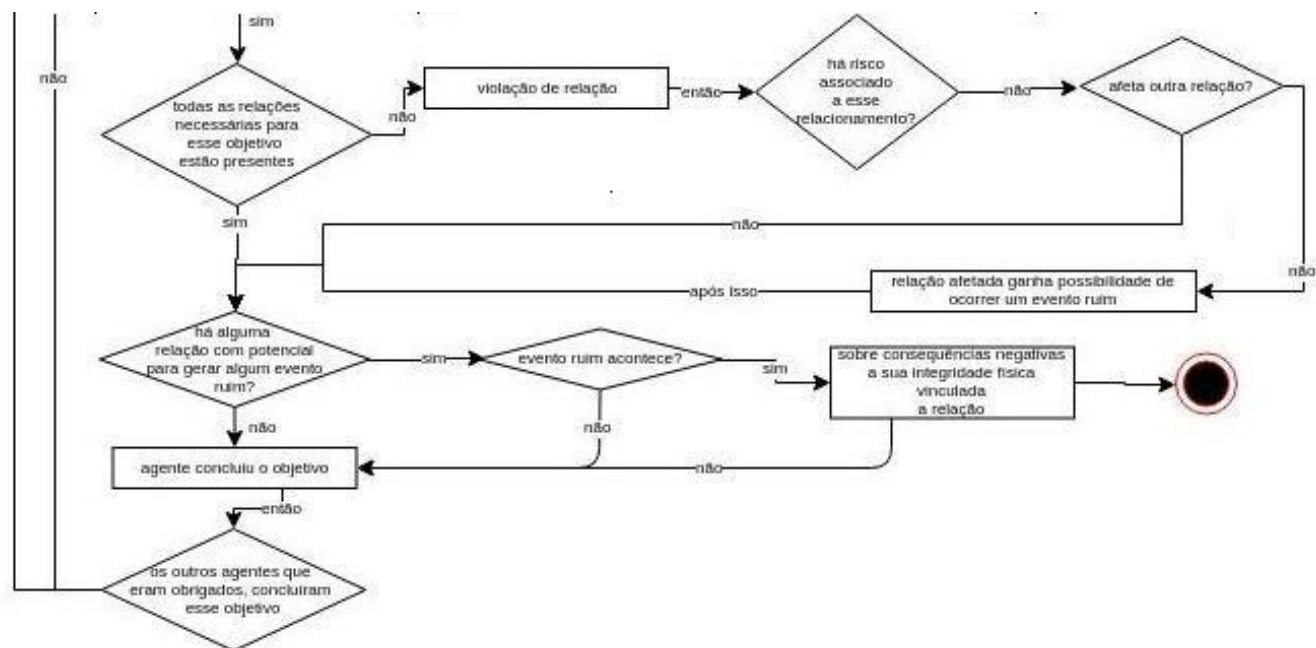 sim
não
todas as relações
necessárias para
esse objetivo
estão presentes
não
violação de relação
então
há risco
associado
a esse
relacionamento?
não
afeta outra relação?
sim
não
não
relação afetada ganha possibilidade de
ocorrer um evento ruim
após isso
há alguma
relação com potencial
para gerar algum evento
ruim?
sim
evento ruim acontece?
sim
sobre consequências negativas
a sua integridade física
vinculada
a relação
não
não
não
agente concluiu o objetivo
então
os outros agentes que
eram obrigados, concluíram
esse objetivo